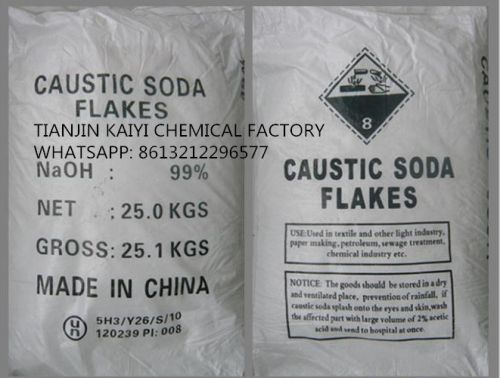 CAUSTIC SODA
FLAKES
TIANJIN KAIYI CHEMICAL FACTORY
WHATSAPP: 8613212296577
NaOH : 99%
NET : 25.0 KGS
GROSS: 25.1 KGS
MADE IN CHINA
un
5H3/Y26/S/10
120239 PI: 008
8
CAUSTIC SODA
FLAKES
USE:Used in textile and other light industry,
paper making, petroleum, sewage treatment,
chemical industry etc.
NOTICE: The goods should be stored in a dry
and ventilated place, prevention of rainfall, if
caustic soda splash onto the eyes and skin,wash
the affected part with large volume of 2% acetic
acid and send to hospital at once.